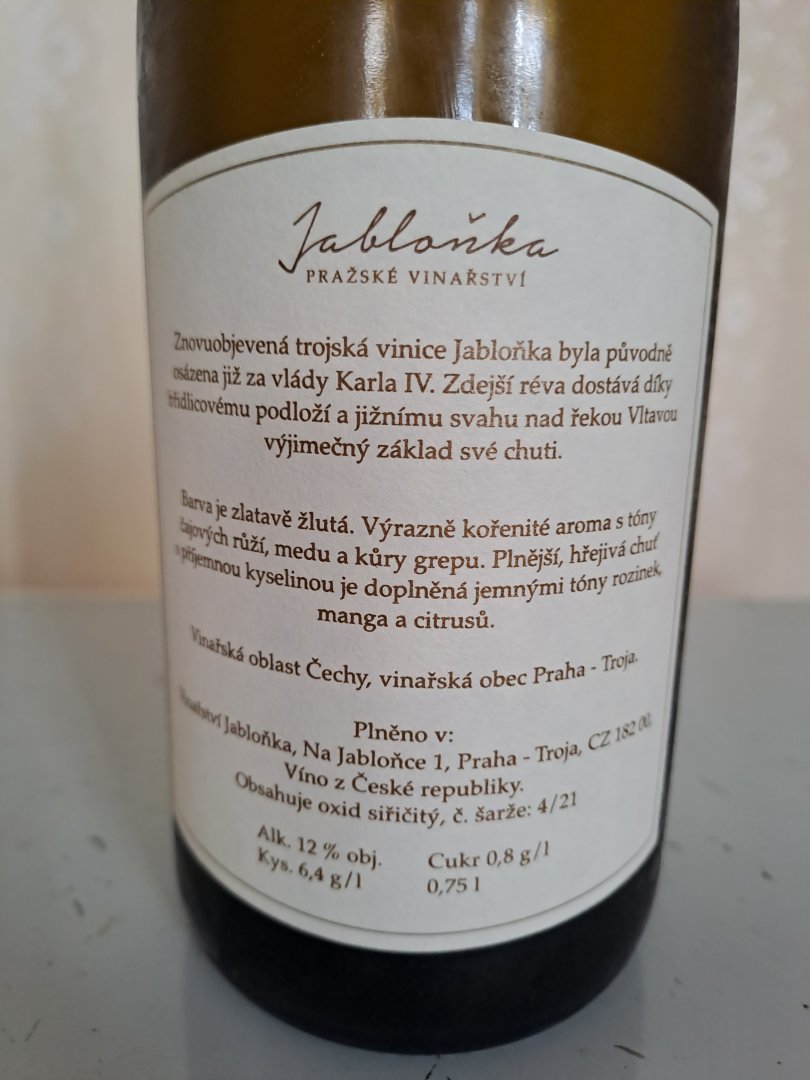 Jabloňka
PRAŽSKÉ VINAŘSTVÍ
Znovuobjevená trojská vinice Jabloňka byla původně
osázena již za vlády Karla IV. Zdejší réva dostává díky
břidlicovému podloží a jižnímu svahu nad řekou Vltavou
výjimečný základ své chuti.
Barva je zlatavě žlutá. Výrazně kořenité aroma s tóny
čajových růží, medu a kůry grepu. Plnější, hřejivá chuť
s příjemnou kyselinou je doplněná jemnými tóny rozinek,
manga a citrusů.
Vinařská oblast Čechy, vinařská obec Praha - Troja.
Plněno v:
Vinařství Jabloňka, Na Jabloňce 1, Praha - Troja, CZ 182 00.
Víno z České republiky.
Obsahuje oxid siřičitý, č. šarže: 4/21
Alk. 12 % obj. Cukr 0,8 g/l
Kys. 6,4 g/l 0,75 l